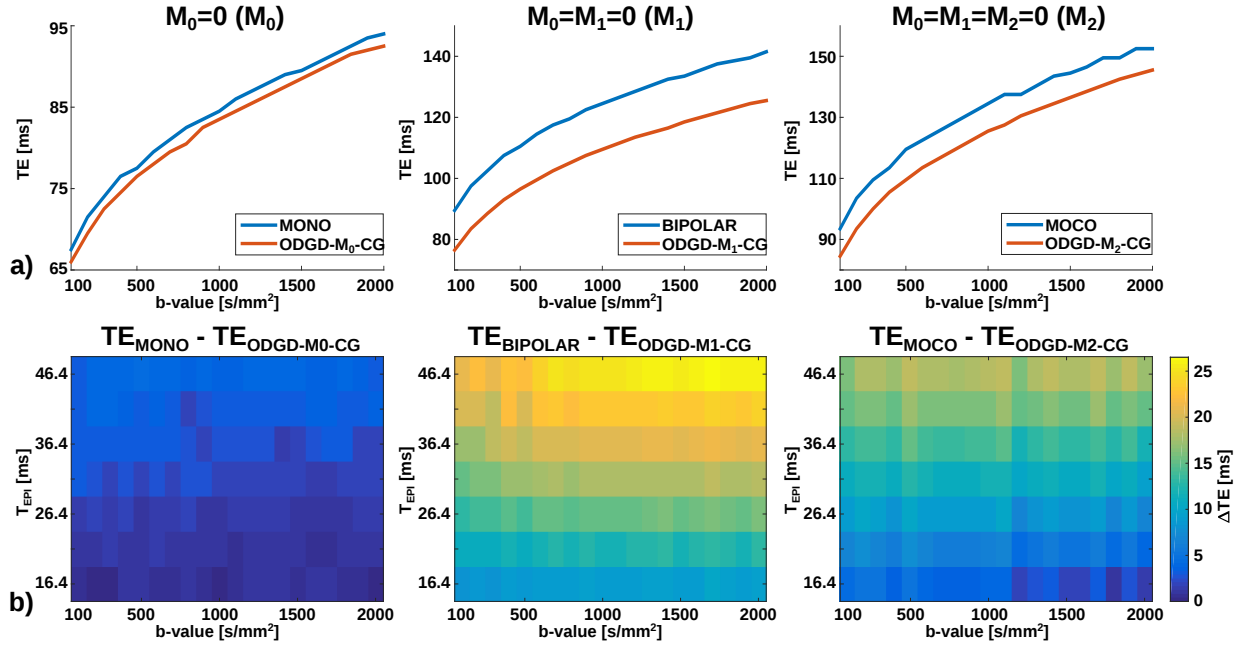 M₀=0 (M₀)
M₀=M₁=0 (M₁)
M₀=M₁=M₂=0 (M₂)
TE [ms]
95
85
75
65
MONO
ODGD-M₀-CG
100 500 1000 1500 2000
b-value [s/mm²]
TE [ms]
140
120
100
80
BIPOLAR
ODGD-M₁-CG
100 500 1000 1500 2000
b-value [s/mm²]
TE [ms]
150
130
110
90
MOCO
ODGD-M₂-CG
100 500 1000 1500 2000
b-value [s/mm²]
a)
TE_MONO - TE_ODGD-M0-CG
TE_BIPOLAR - TE_ODGD-M1-CG
TE_MOCO - TE_ODGD-M2-CG
T_EPI [ms]
46.4
36.4
26.4
16.4
100 500 1000 1500 2000
b-value [s/mm²]
T_EPI [ms]
46.4
36.4
26.4
16.4
100 500 1000 1500 2000
b-value [s/mm²]
T_EPI [ms]
46.4
36.4
26.4
16.4
100 500 1000 1500 2000
b-value [s/mm²]
25
20
15
10
5
0
ΔTE [ms]
b)